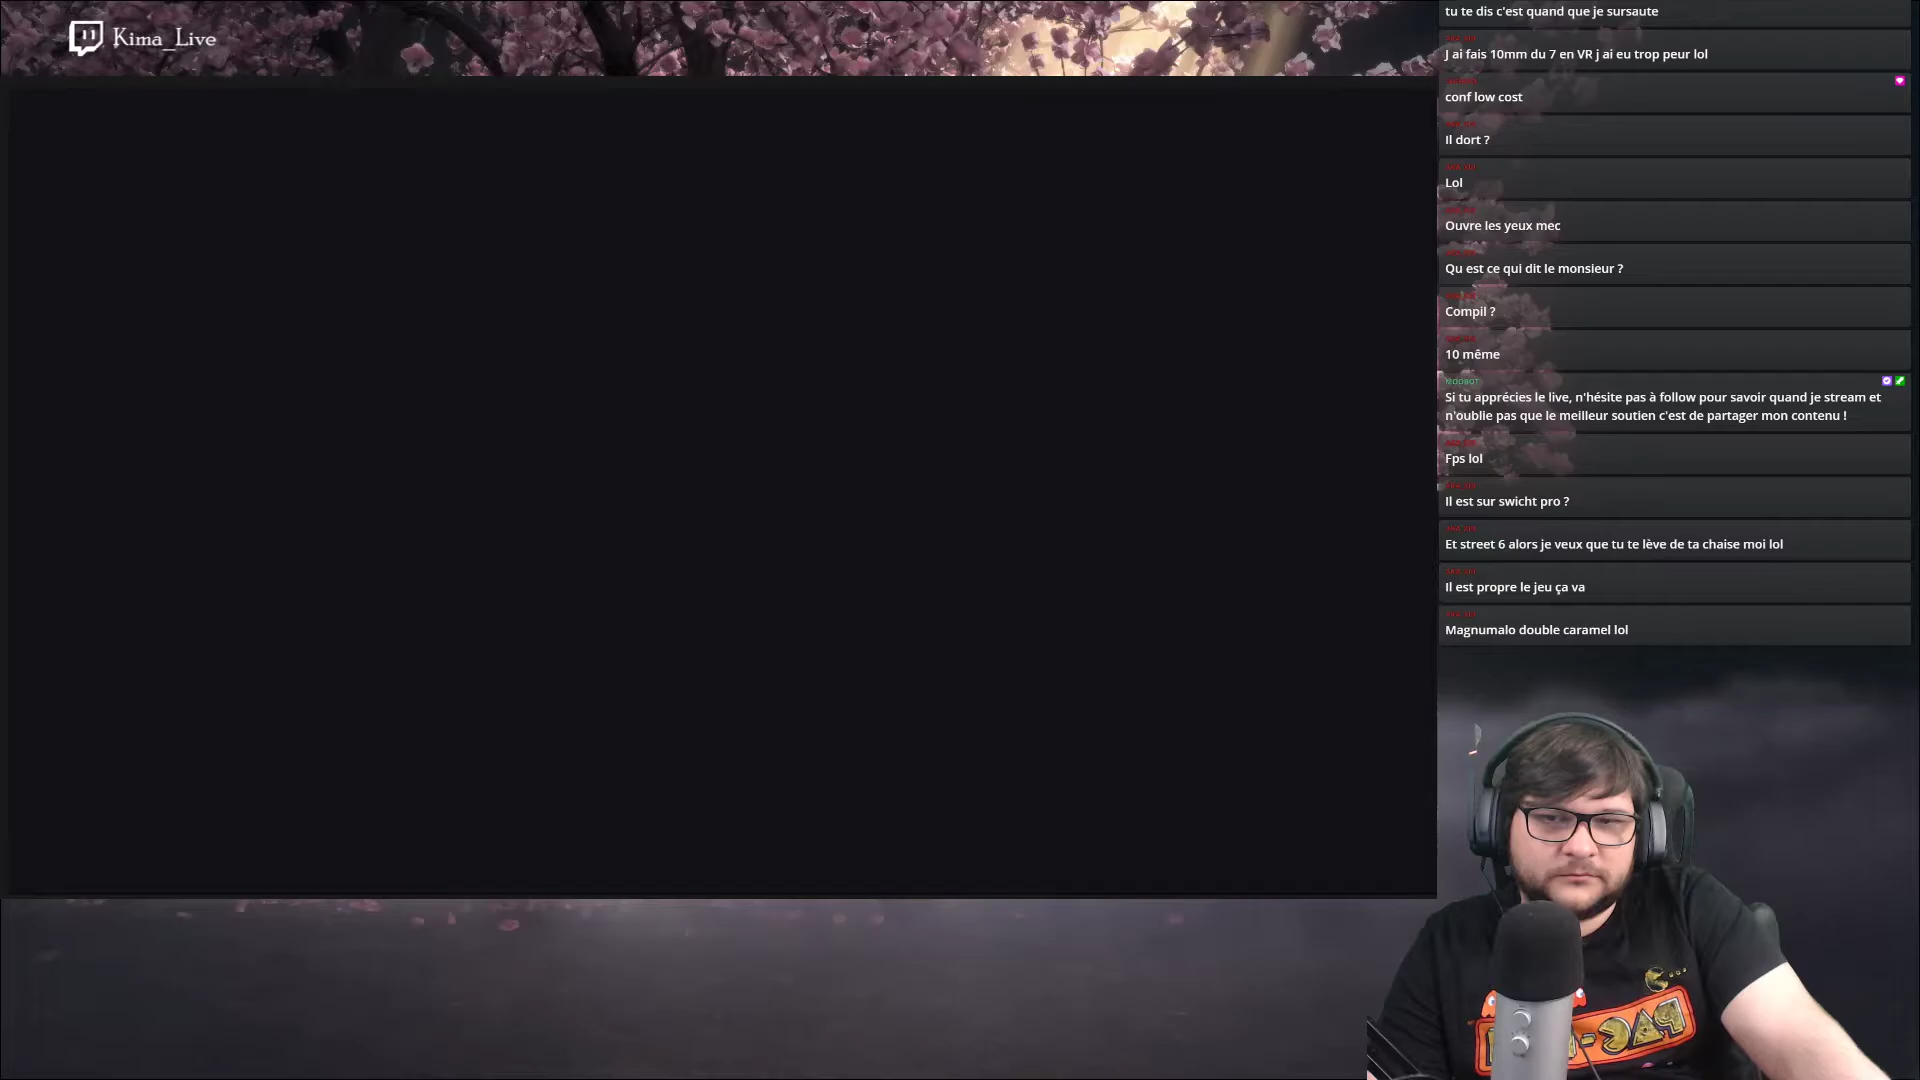 Kima_Live
tu te dis c'est quand que je sursaute
J ai fais 10mm du 7 en VR j ai eu trop peur lol
conf low cost
Il dort ?
Lol
Ouvre les yeux mec
Qu est ce qui dit le monsieur ?
Compil ?
10 même
MOOBOT
Si tu apprécies le live, n'hésite pas à follow pour savoir quand je stream et
n'oublie pas que le meilleur soutien c'est de partager mon contenu !
Fps lol
Il est sur swicht pro ?
Et street 6 alors je veux que tu te lève de ta chaise moi lol
Il est propre le jeu ça va
Magnumalo double caramel lol
PAC-